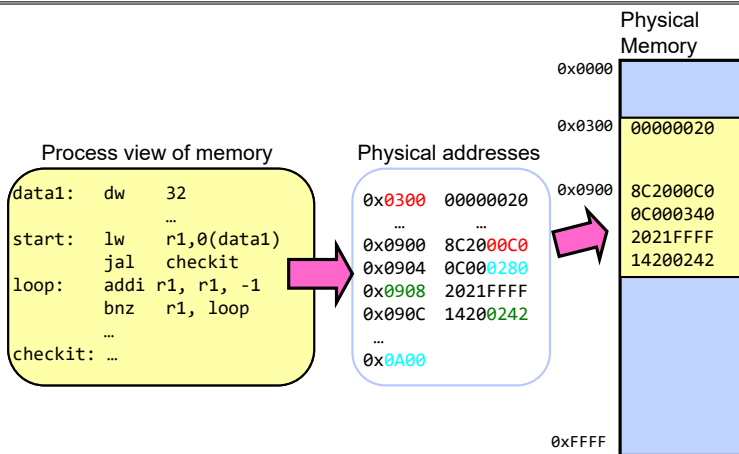 Physical
Memory
0x0000
0x0300
00000020
0x0900
8C2000C0
0C000340
2021FFFF
14200242
0xFFFF
Process view of memory
data1: dw 32
…
start: lw r1,0(data1)
jal checkit
loop: addi r1, r1, -1
bnz r1, loop
…
checkit: …
Physical addresses
0x0300 00000020
… …
0x0900 8C2000C0
0x0904 0C000280
0x0908 2021FFFF
0x090C 14200242
…
0x0A00